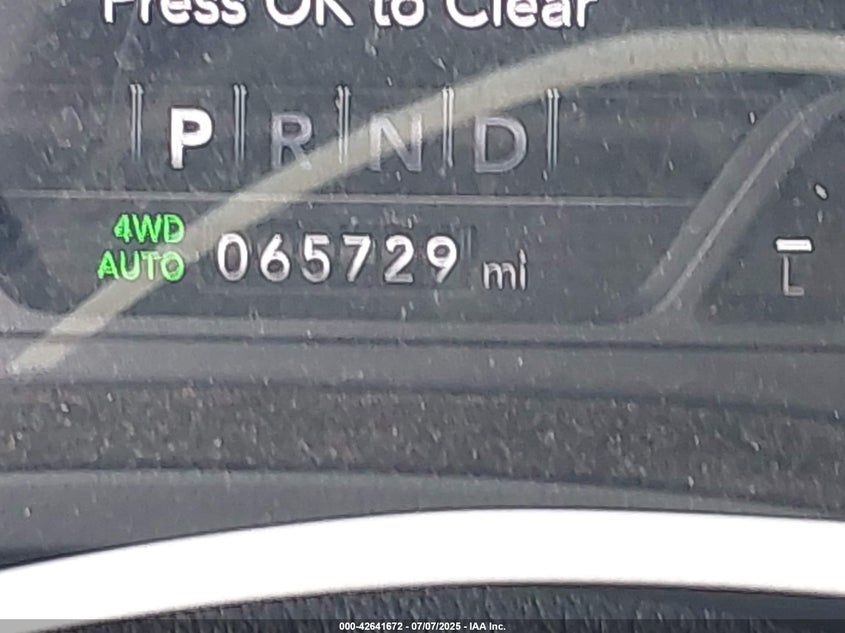 Press OK to Clear
P R N D
4WD
AUTO 065729 mi
L
000-42641672 - 07/07/2025 - IAA Inc.